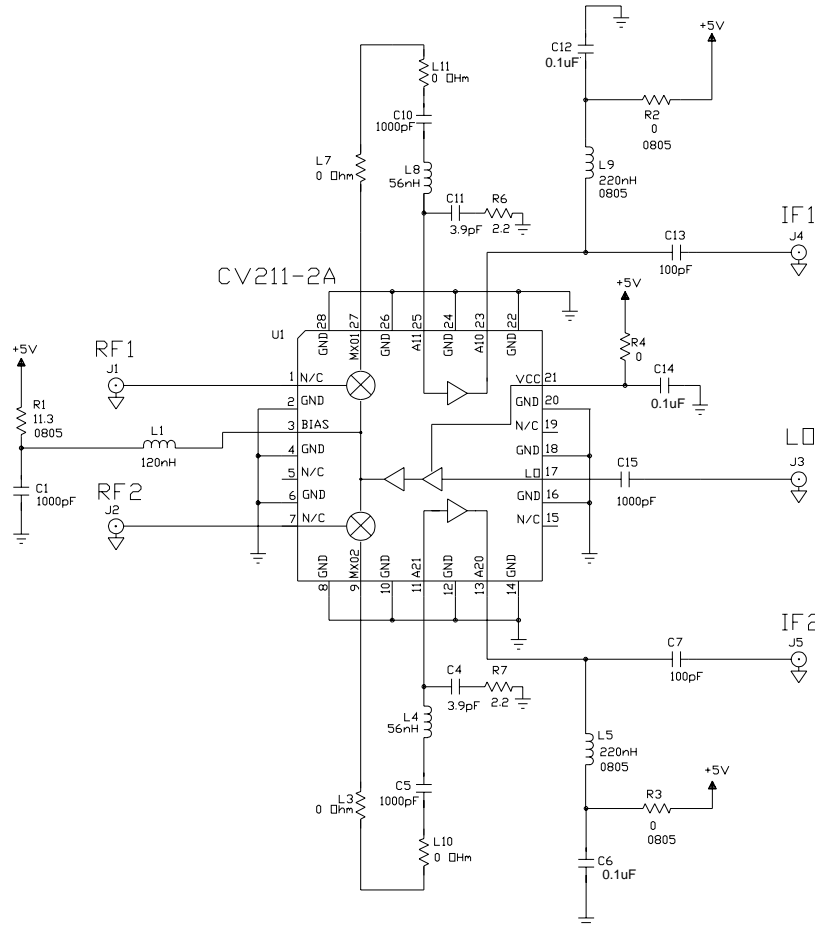 C12
0.1uF
+5V
R2
0
0805
L11
0 OHm
C10
1000pF
L7
0 Ohm
L8
56nH
L9
220nH
0805
C11
3.9pF
R6
2.2
IF1
J4
C13
100pF
CV211-2A
+5V
R4
0
U1
GND 28
MX01 27
GND 26
A11 25
GND 24
A10 23
GND 22
+5V
R1
11.3
0805
RF1
J1
1 N/C
2 GND
3 BIAS
4 GND
5 N/C
6 GND
7 N/C
VCC 21
GND 20
N/C 19
GND 18
LO 17
GND 16
N/C 15
C14
0.1uF
L1
120nH
LO
J3
C15
1000pF
C1
1000pF
RF2
J2
8 GND
9 MX02
10 GND
11 A21
12 GND
13 A20
14 GND
IF2
J5
C7
100pF
C4
3.9pF
R7
2.2
L4
56nH
L5
220nH
0805
C5
1000pF
L3
0 Ohm
+5V
R3
0
0805
L10
0 OHm
C6
0.1uF